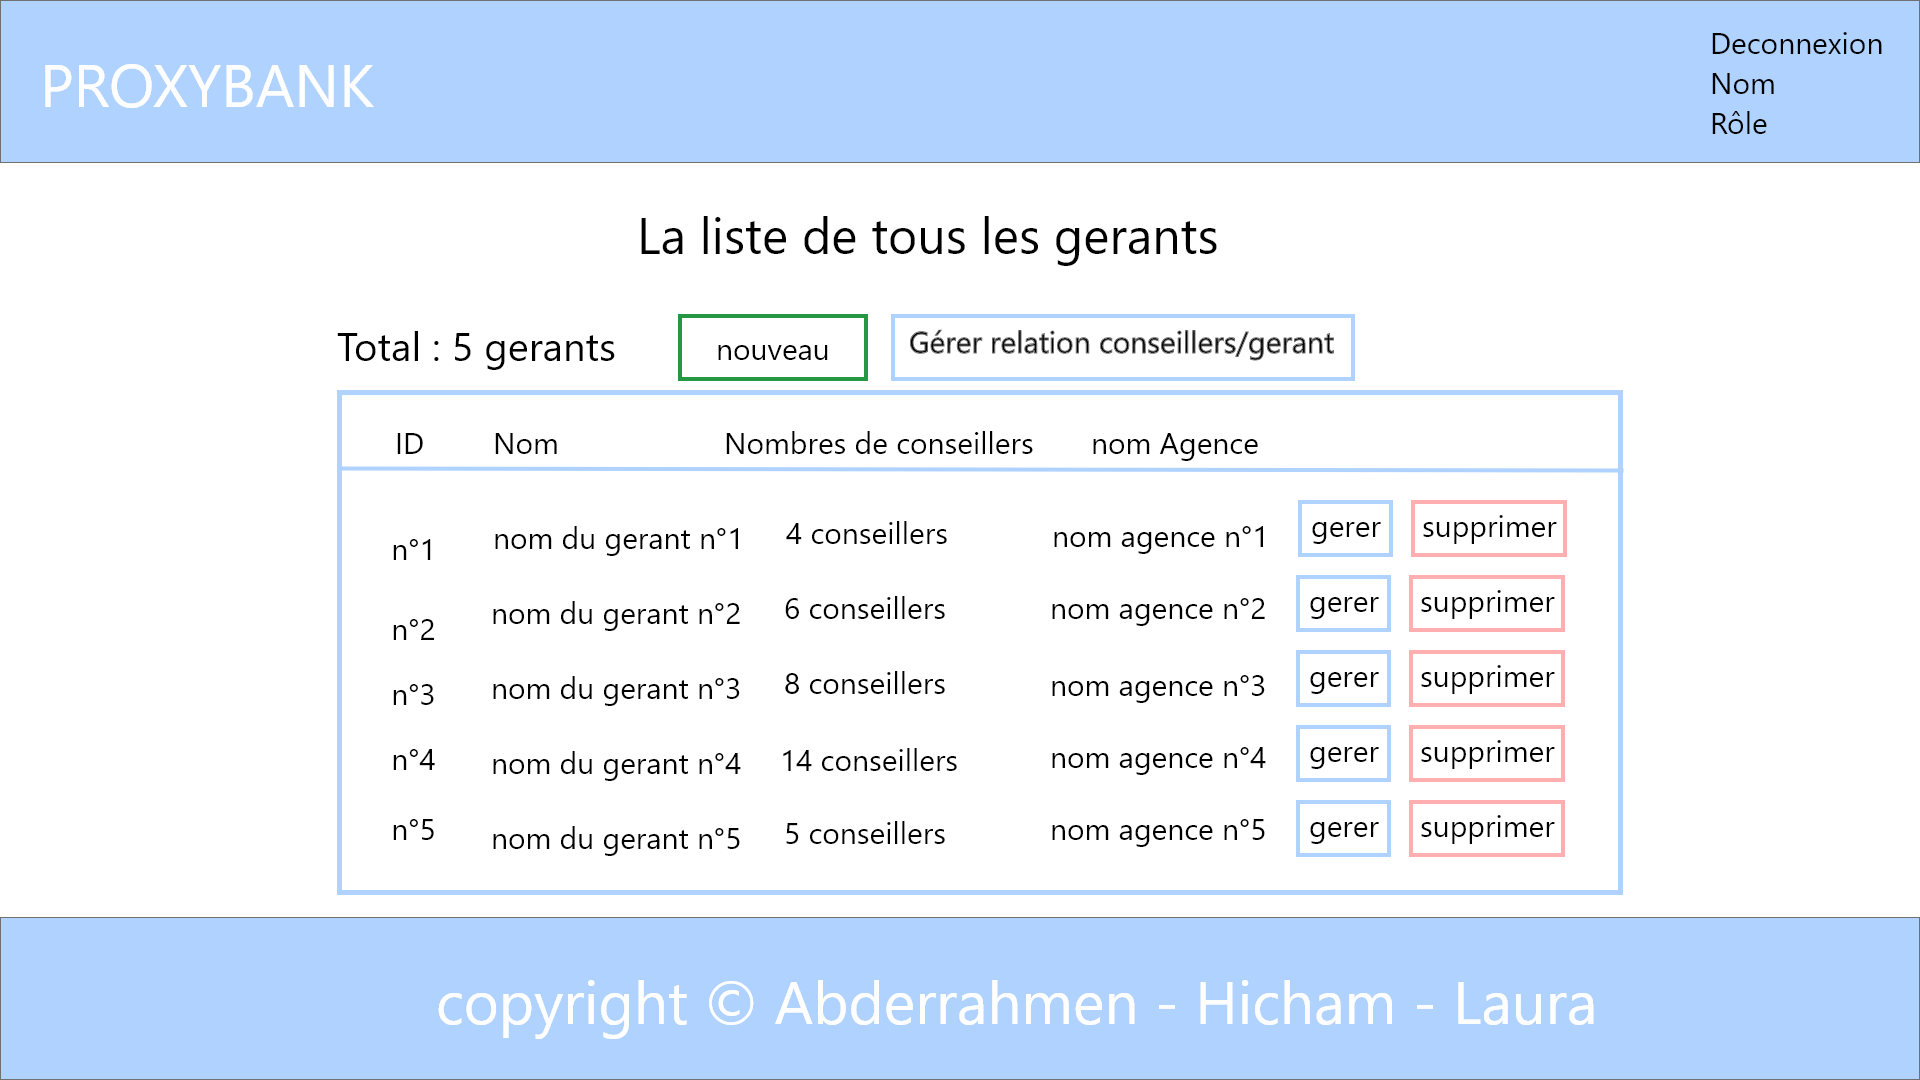 PROXYBANK
Deconnexion
Nom
Rôle
La liste de tous les gerants
Total : 5 gerants
nouveau
Gérer relation conseillers/gerant
ID Nom Nombres de conseillers nom Agence
n°1 nom du gerant n°1 4 conseillers nom agence n°1 gerer supprimer
n°2 nom du gerant n°2 6 conseillers nom agence n°2 gerer supprimer
n°3 nom du gerant n°3 8 conseillers nom agence n°3 gerer supprimer
n°4 nom du gerant n°4 14 conseillers nom agence n°4 gerer supprimer
n°5 nom du gerant n°5 5 conseillers nom agence n°5 gerer supprimer
copyright © Abderrahmen - Hicham - Laura